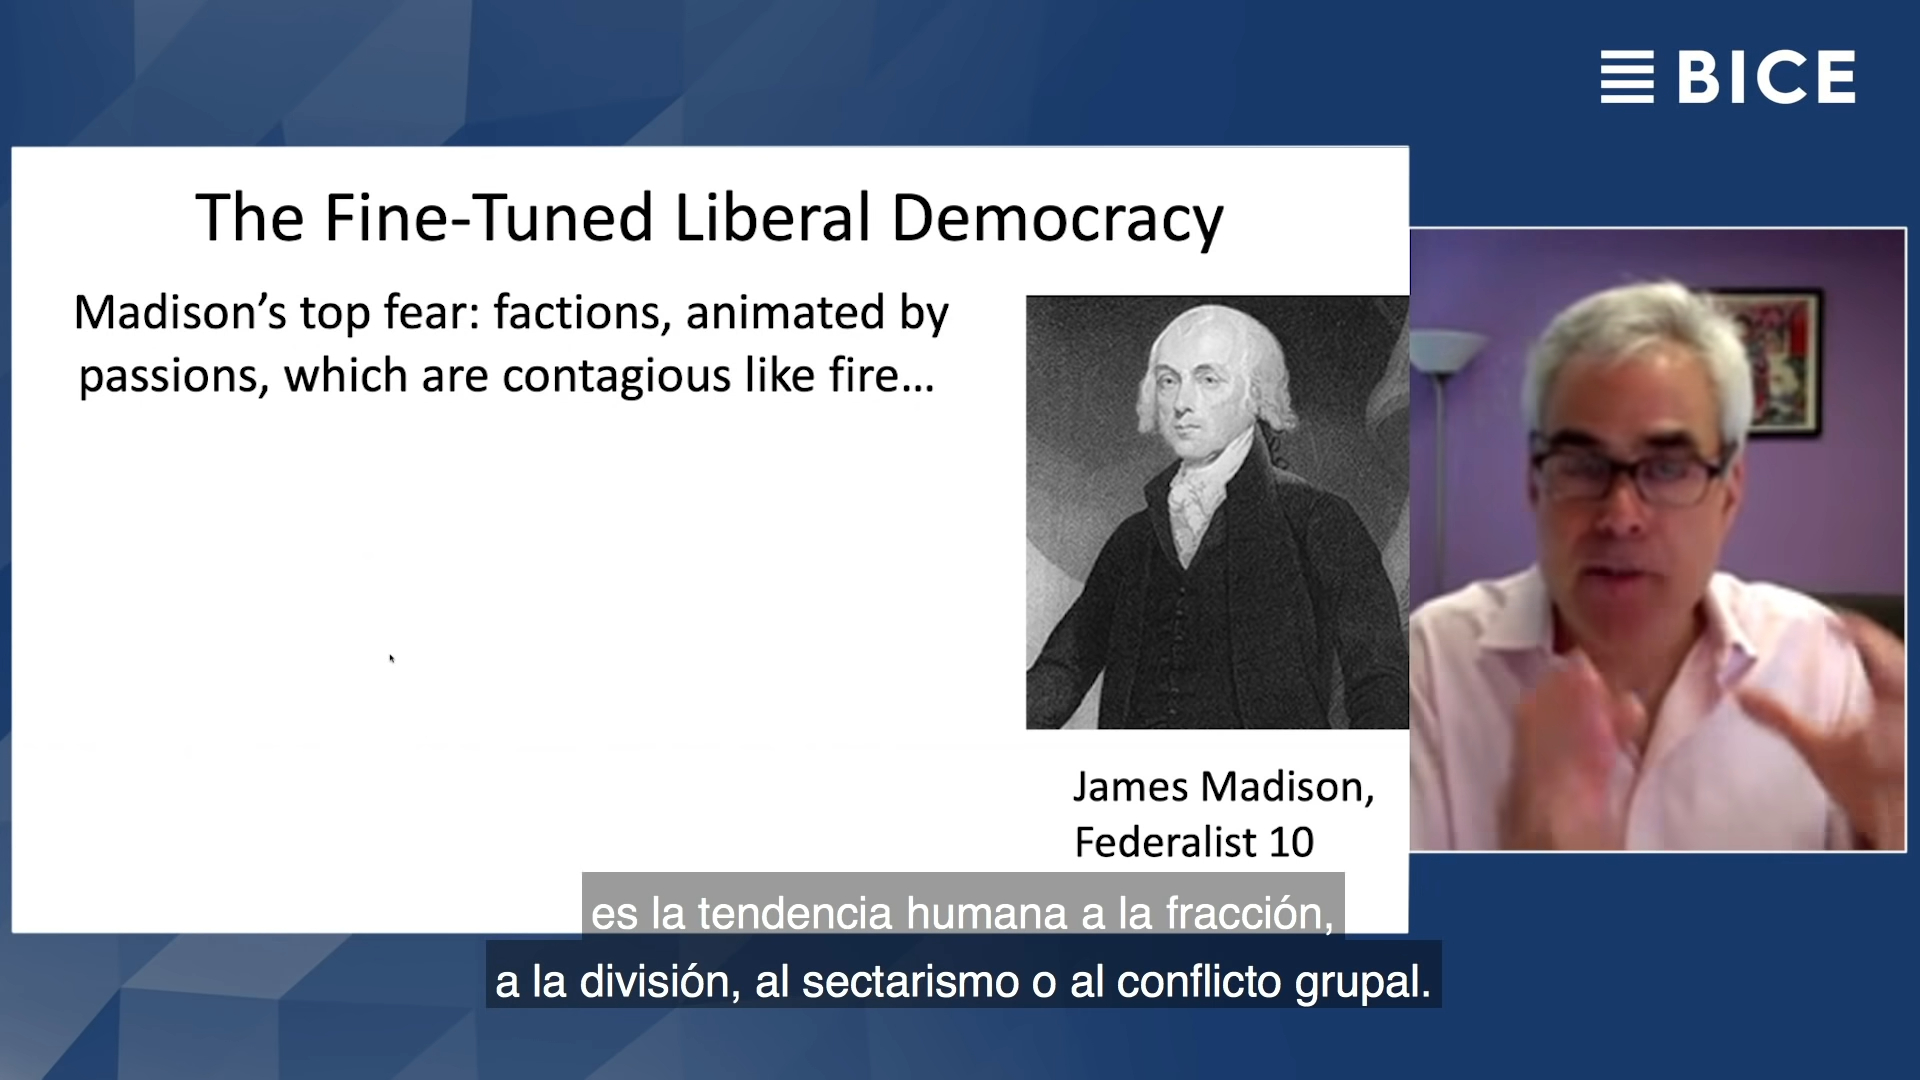 BICE
The Fine-Tuned Liberal Democracy
Madison’s top fear: factions, animated by
passions, which are contagious like fire…
James Madison,
Federalist 10
es la tendencia humana a la fracción,
a la división, al sectarismo o al conflicto grupal.